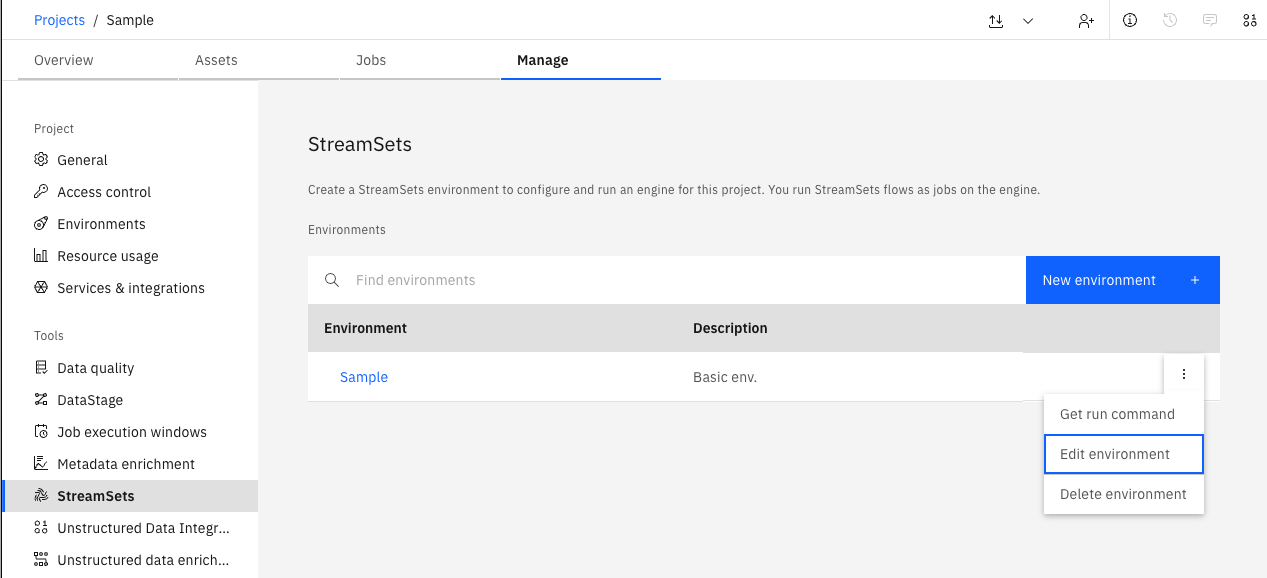 Projects / Sample
Overview
Assets
Jobs
Manage
Project
General
Access control
Environments
Resource usage
Services & integrations
Tools
Data quality
DataStage
Job execution windows
Metadata enrichment
StreamSets
Unstructured Data Integr...
Unstructured data enrich...
StreamSets
Create a StreamSets environment to configure and run an engine for this project. You run StreamSets flows as jobs on the engine.
Environments
Find environments
New environment +
Environment Description
Sample Basic env.
Get run command
Edit environment
Delete environment